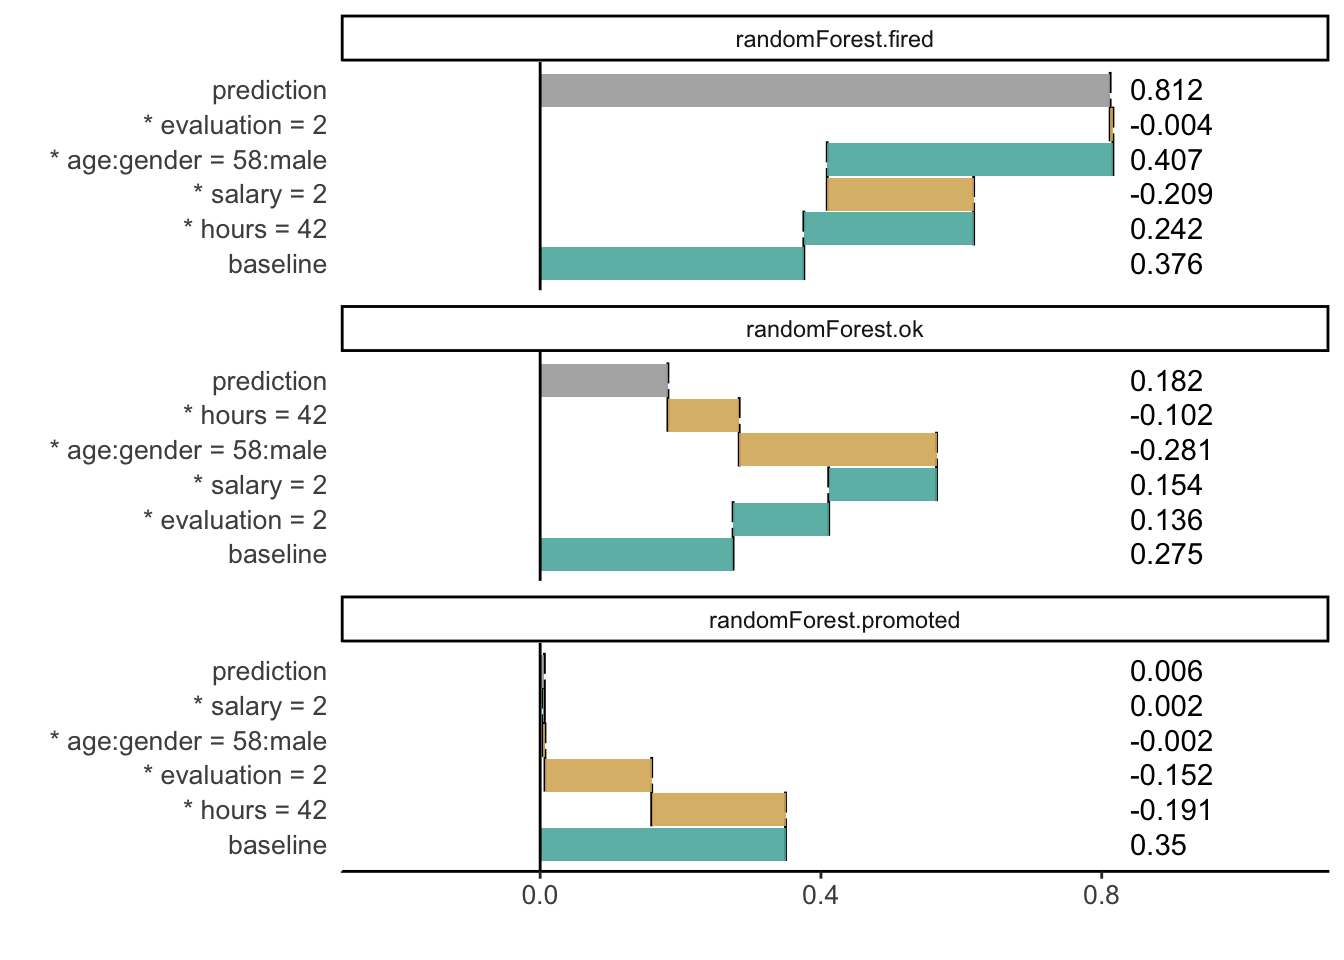 randomForest.fired
prediction 0.812
* evaluation = 2 -0.004
* age:gender = 58:male 0.407
* salary = 2 -0.209
* hours = 42 0.242
baseline 0.376
randomForest.ok
prediction 0.182
* hours = 42 -0.102
* age:gender = 58:male -0.281
* salary = 2 0.154
* evaluation = 2 0.136
baseline 0.275
randomForest.promoted
prediction 0.006
* salary = 2 0.002
* age:gender = 58:male -0.002
* evaluation = 2 -0.152
* hours = 42 -0.191
baseline 0.35
0.0 0.4 0.8